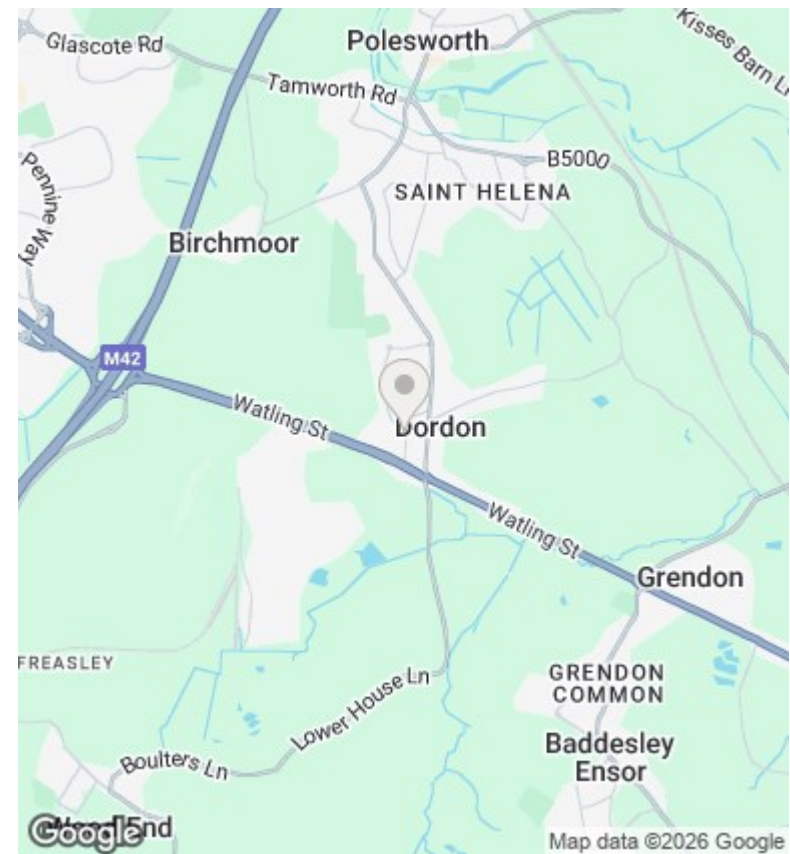 Polesworth
Glascote Rd
Kisses Barn Ln
Tamworth Rd
B5000
Pennine Way
SAINT HELENA
Birchmoor
M42
Watling St
Dordon
Watling St
Grendon
FREASLEY
GRENDON
COMMON
Lower House Ln
Baddesley
Ensor
Boulters Ln
End
Google
Map data ©2026 Google